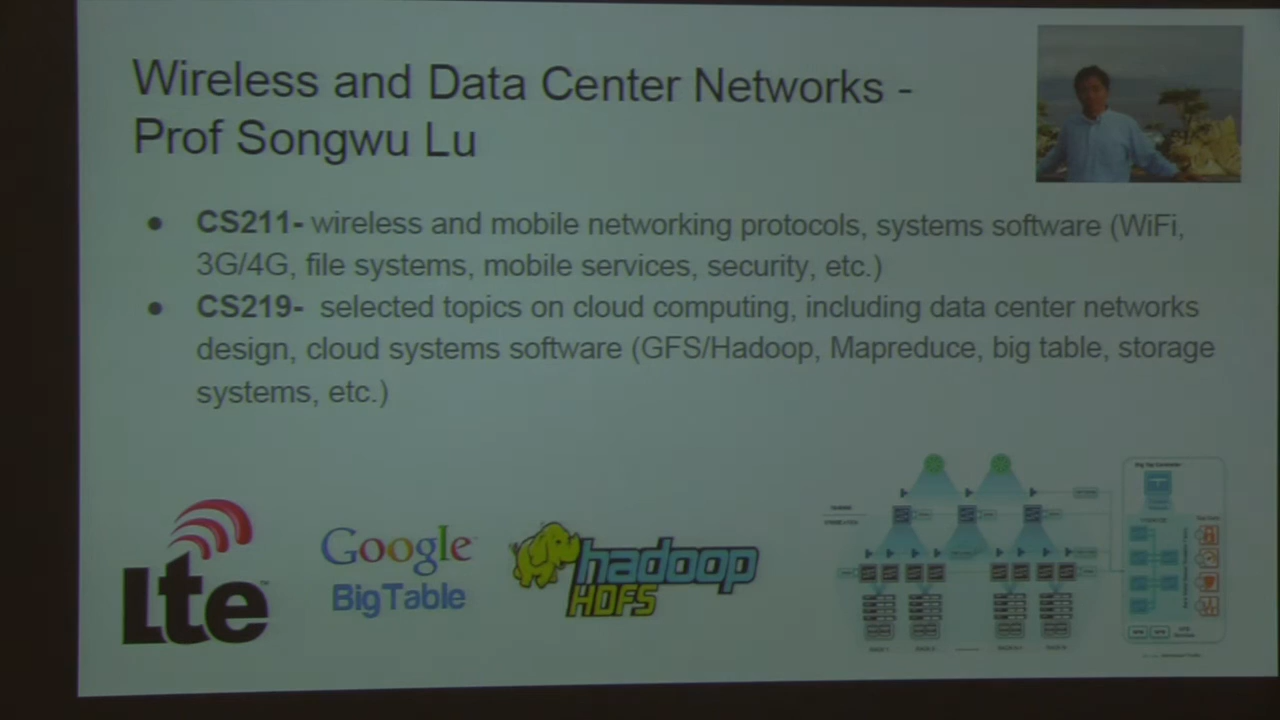 Wireless and Data Center Networks -
Prof Songwu Lu
● CS211- wireless and mobile networking protocols, systems software (WiFi,
3G/4G, file systems, mobile services, security, etc.)
● CS219- selected topics on cloud computing, including data center networks
design, cloud systems software (GFS/Hadoop, Mapreduce, big table, storage
systems, etc.)
Lte
Google
BigTable
hadoop
HDFS